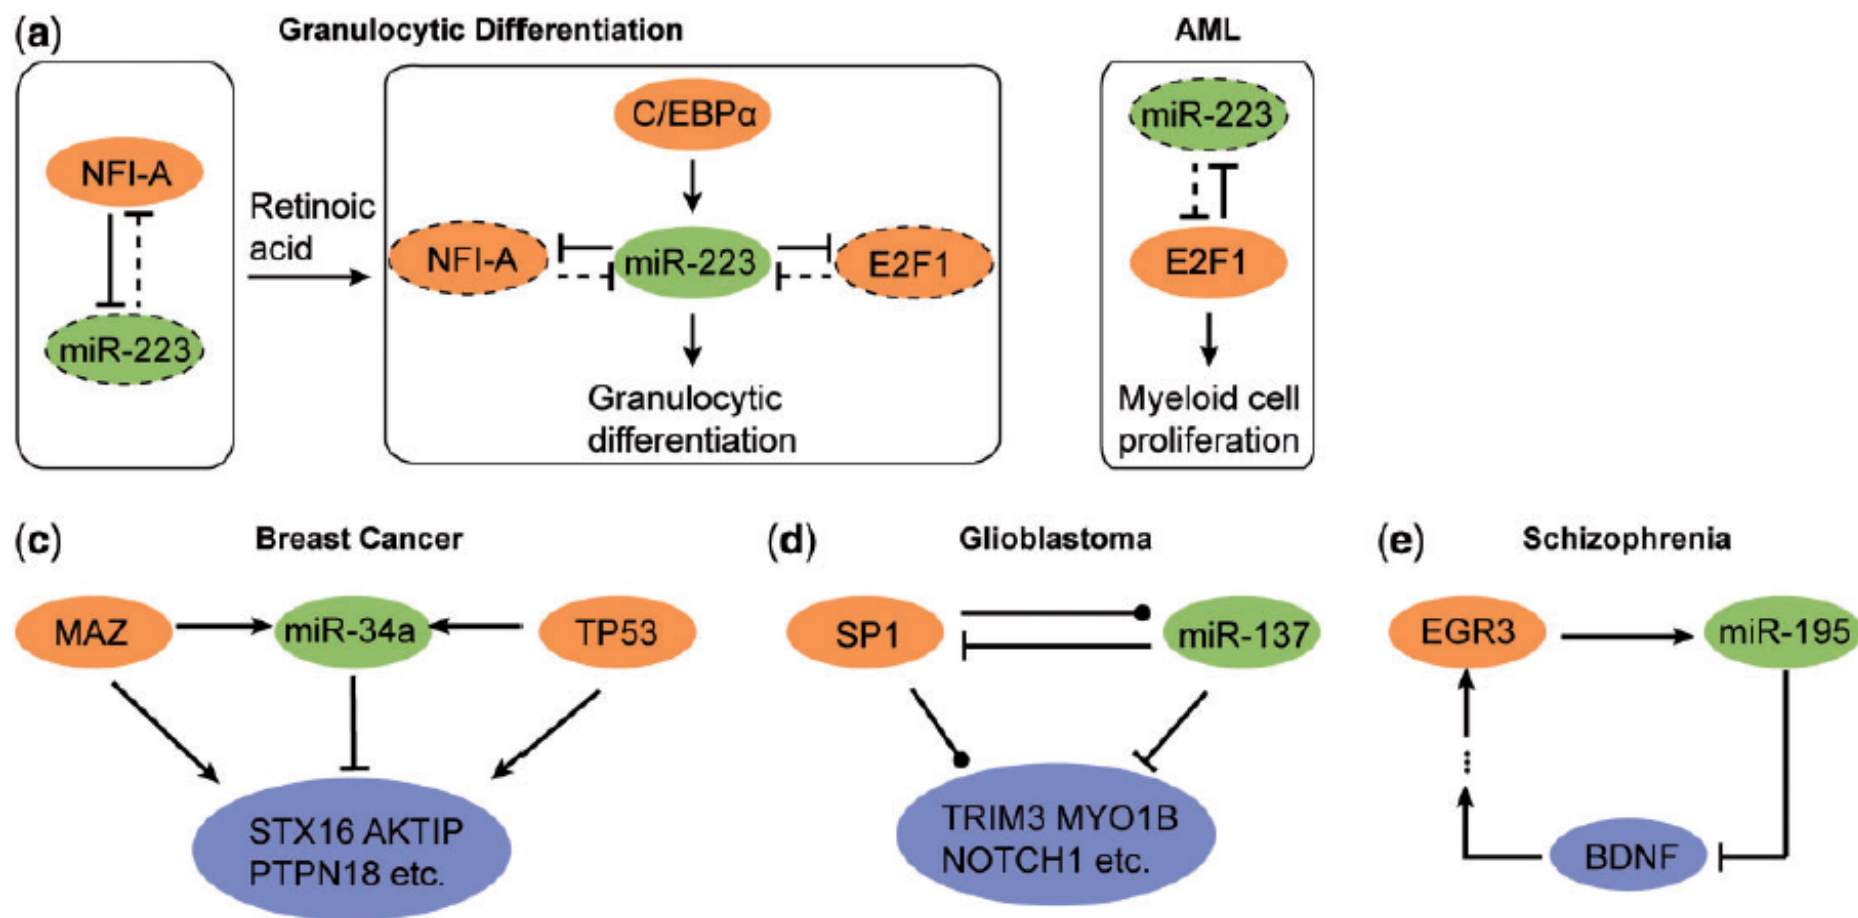 (a)
Granulocytic Differentiation
NFI-A
miR-223
Retinoic
acid
C/EBPα
NFI-A
miR-223
E2F1
Granulocytic
differentiation
AML
miR-223
E2F1
Myeloid cell
proliferation
(c)
Breast Cancer
MAZ
miR-34a
TP53
STX16 AKTIP
PTPN18 etc.
(d)
Glioblastoma
SP1
miR-137
TRIM3 MYO1B
NOTCH1 etc.
(e)
Schizophrenia
EGR3
miR-195
BDNF